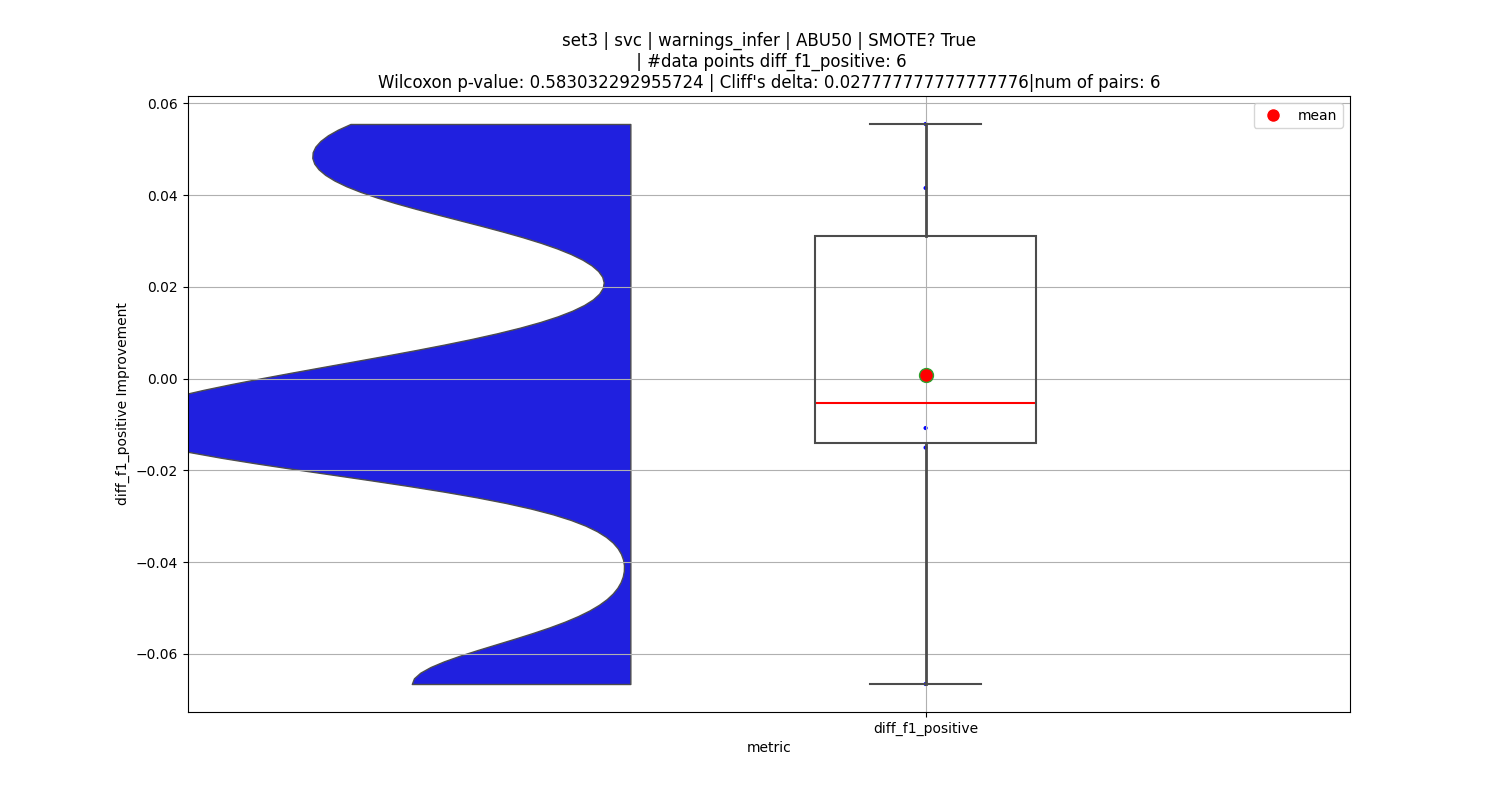 set3 | svc | warnings_infer | ABU50 | SMOTE? True
| #data points diff_f1_positive: 6
Wilcoxon p-value: 0.583032292955724 | Cliff's delta: 0.027777777777777776|num of pairs: 6
mean
0.06
0.04
0.02
0.00
−0.02
−0.04
−0.06
diff_f1_positive Improvement
diff_f1_positive
metric